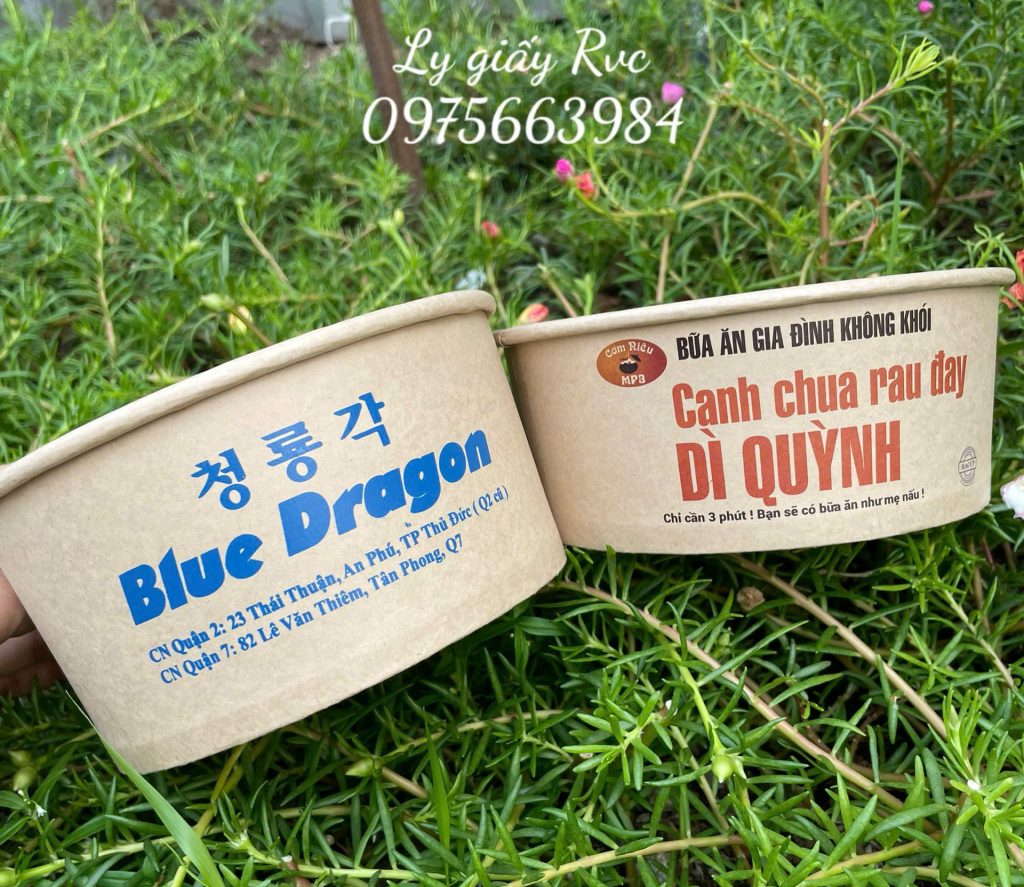 Ly giấy Rvc
0975663984
청룡각
Blue Dragon
CN Quận 2: 23 Thái Thuận, An Phú, TP Thủ Đức ( Q2 cũ )
CN Quận 7: 82 Lê Văn Thiêm, Tân Phong, Q7
Cơm Niêu
MP3
BỮA ĂN GIA ĐÌNH KHÔNG KHÓI
Canh chua rau đay
DÌ QUỲNH
Chỉ cần 3 phút ! Bạn sẽ có bữa ăn như mẹ nấu !